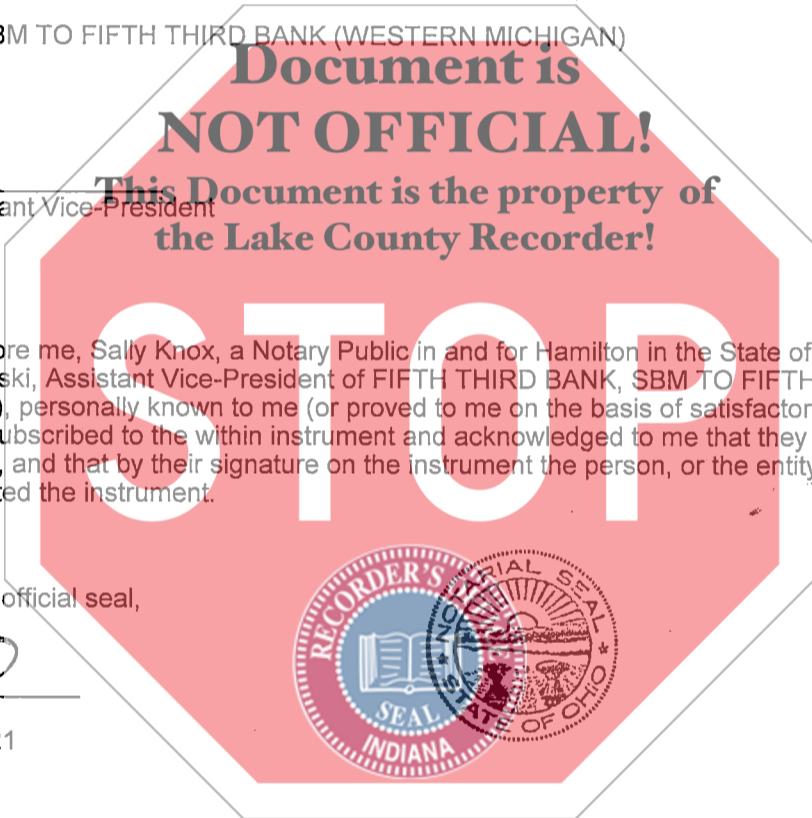 BM TO FIFTH THIRD BANK (WESTERN MICHIGAN)
Document is
NOT OFFICIAL!
This Document is the property of
ant Vice-President
the Lake County Recorder!
STOP
ore me, Sally Knox, a Notary Public in and for Hamilton in the State of
ski, Assistant Vice-President of FIFTH THIRD BANK, SBM TO FIFTH
), personally known to me (or proved to me on the basis of satisfactor
ubscribed to the within instrument and acknowledged to me that they
, and that by their signature on the instrument the person, or the entity
ted the instrument.
official seal,
RECORDER'S
SEAL
INDIANA
NOTARIAL SEAL
STATE OF OHIO
21